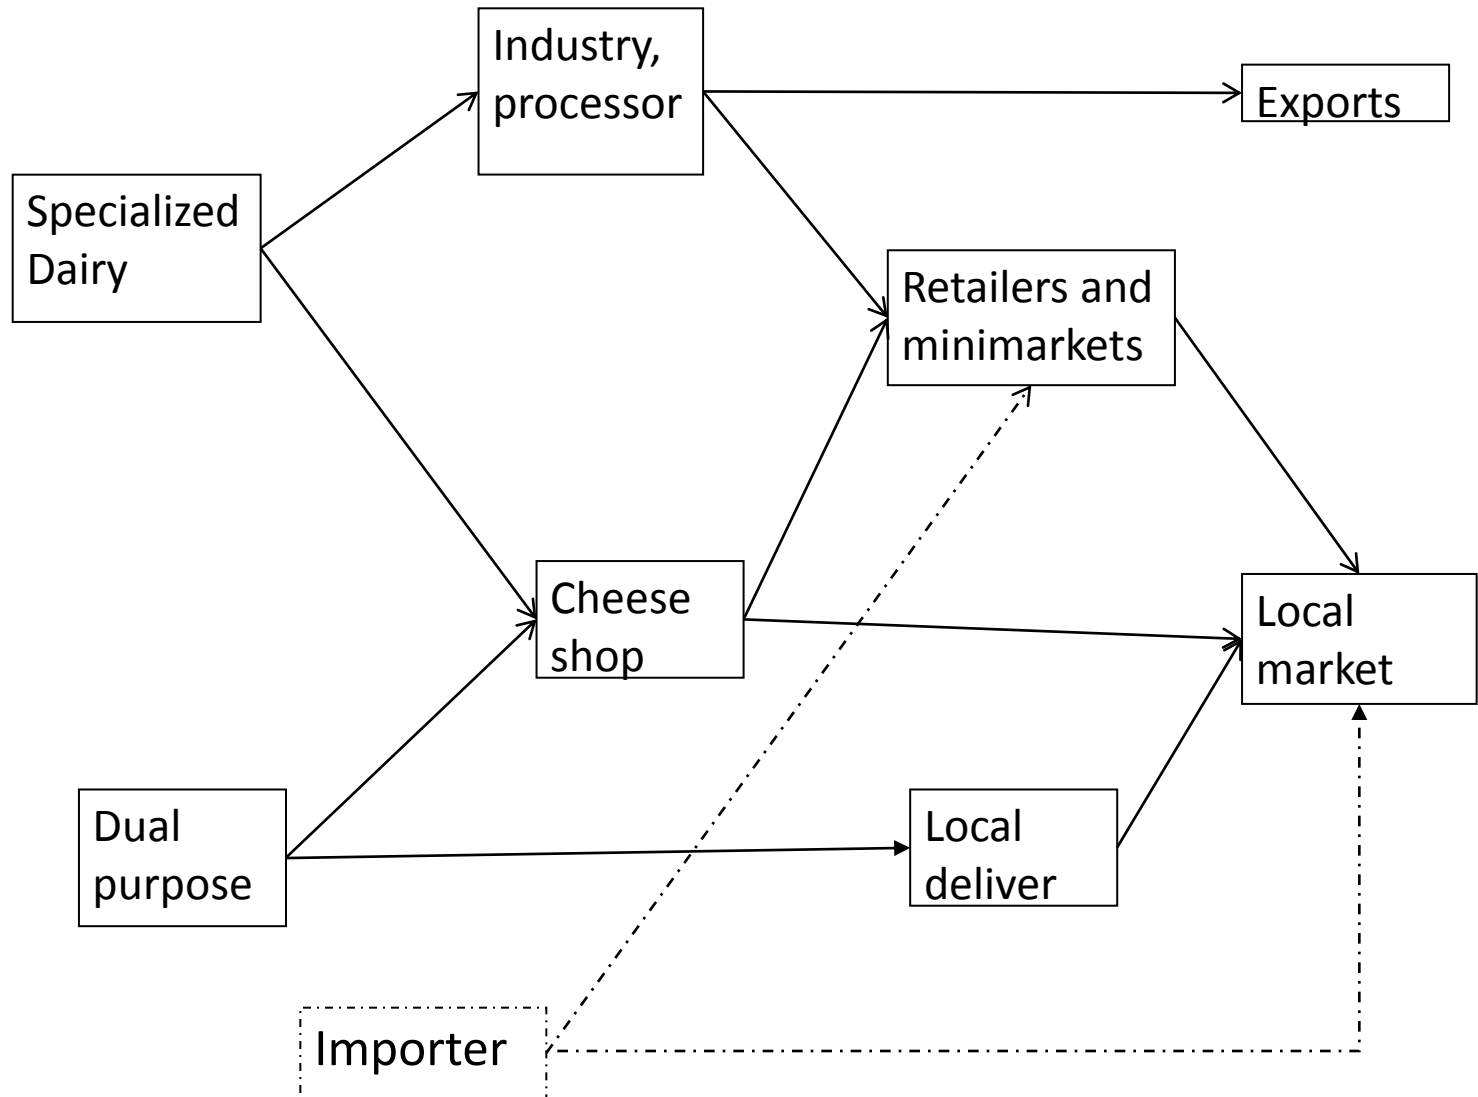 Industry,
processor
Exports
Specialized
Dairy
Retailers and
minimarkets
Cheese
shop
Local
market
Dual
purpose
Local
deliver
Importer